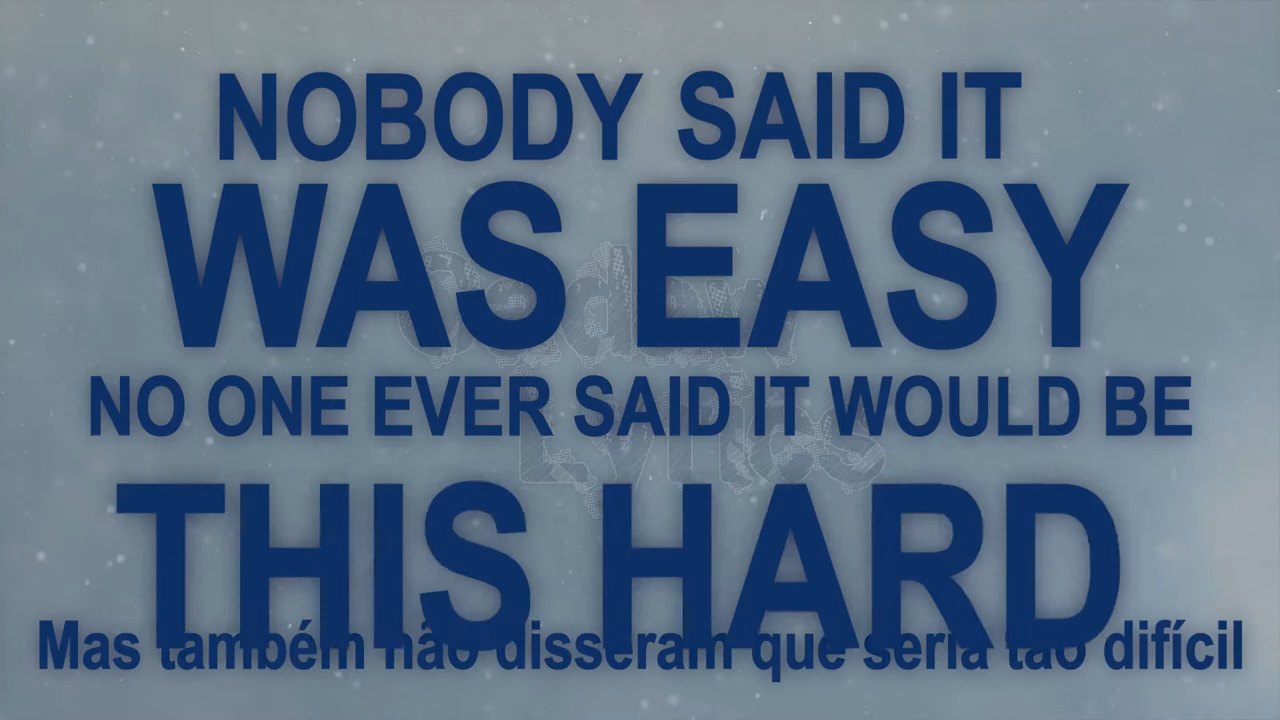 NOBODY SAID IT
WAS EASY
NO ONE EVER SAID IT WOULD BE
THIS HARD
Mas também não disseram que seria tão difícil